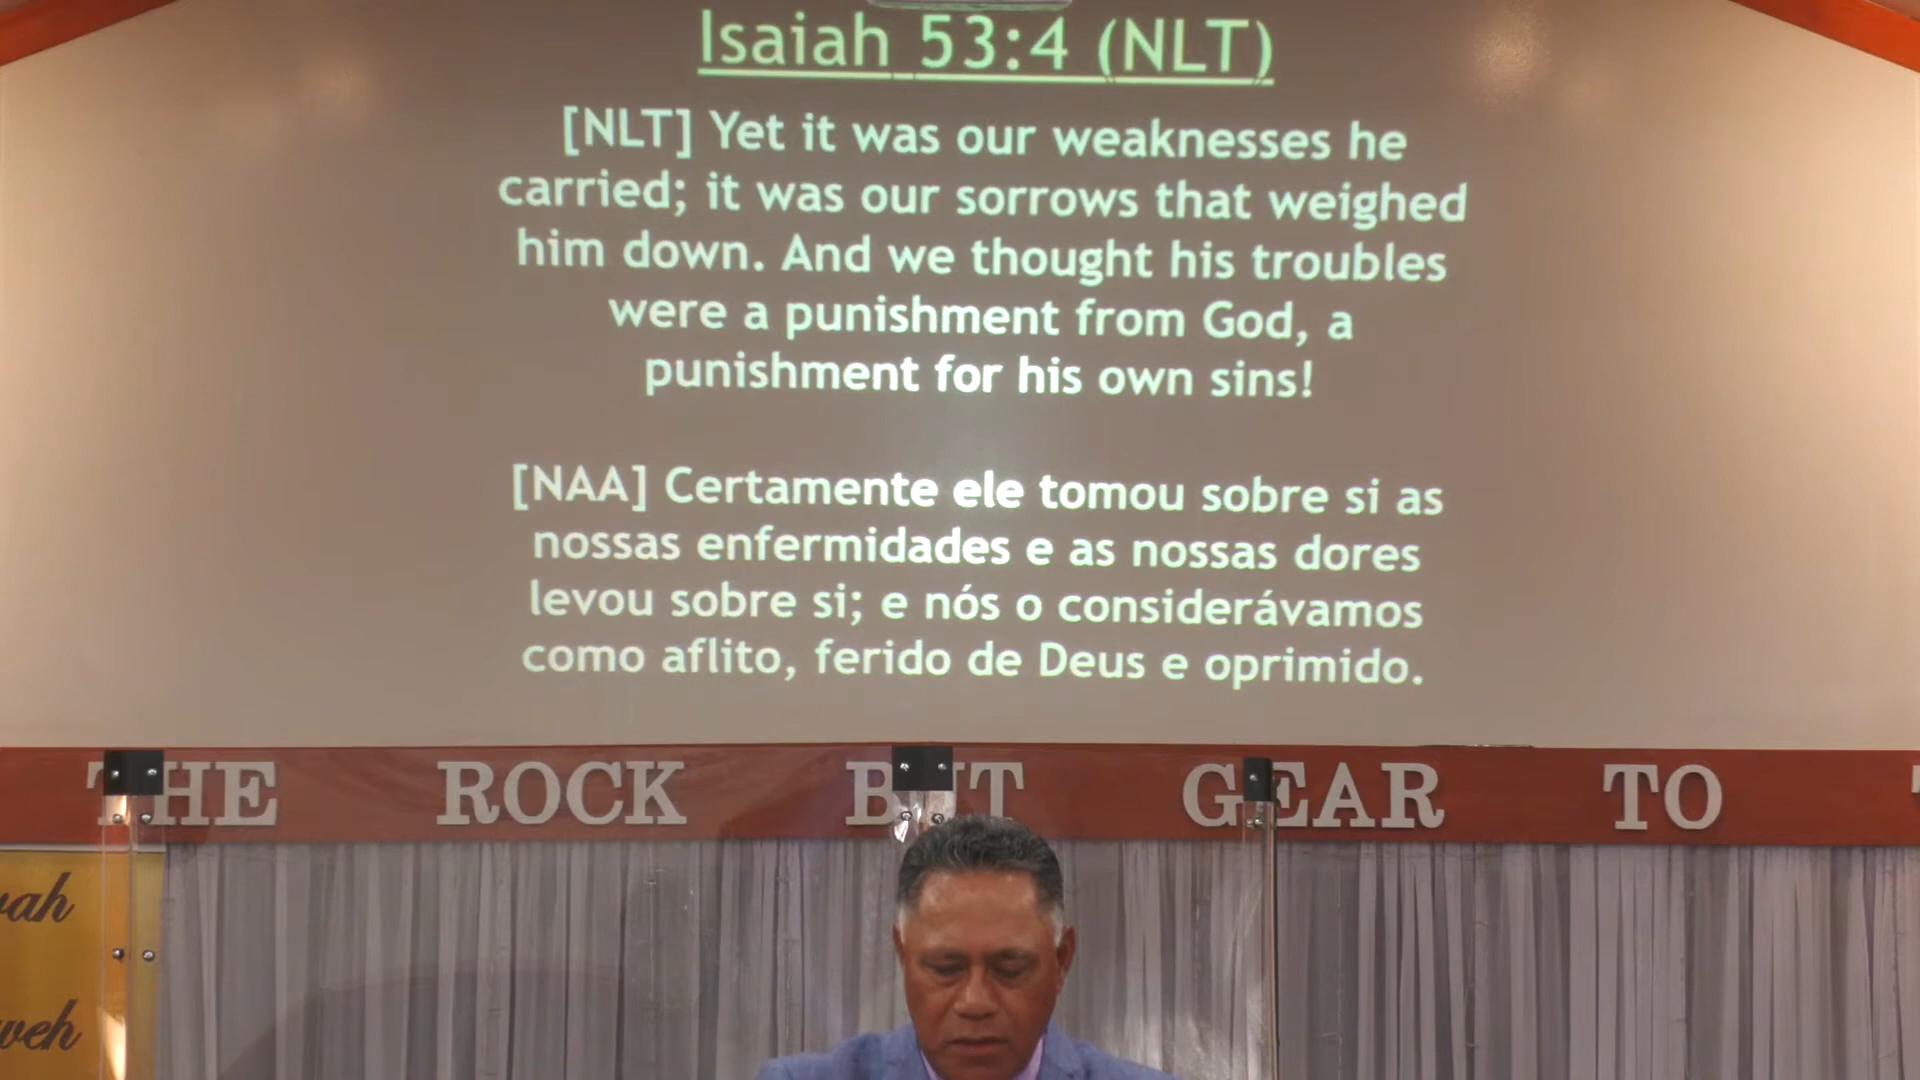 Isaiah 53:4 (NLT)
[NLT] Yet it was our weaknesses he
carried; it was our sorrows that weighed
him down. And we thought his troubles
were a punishment from God, a
punishment for his own sins!
[NAA] Certamente ele tomou sobre si as
nossas enfermidades e as nossas dores
levou sobre si; e nós o considerávamos
como aflito, ferido de Deus e oprimido.
THE ROCK BUT GEAR TO